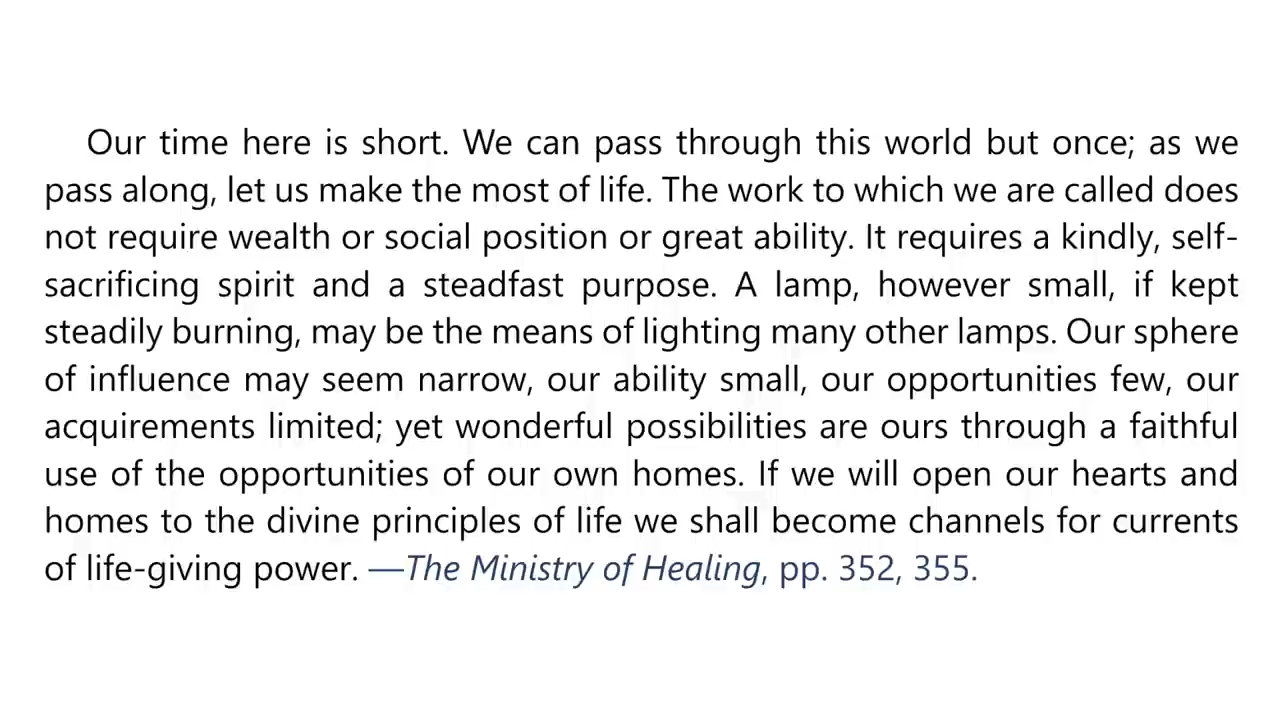 Our time here is short. We can pass through this world but once; as we
pass along, let us make the most of life. The work to which we are called does
not require wealth or social position or great ability. It requires a kindly, self-
sacrificing spirit and a steadfast purpose. A lamp, however small, if kept
steadily burning, may be the means of lighting many other lamps. Our sphere
of influence may seem narrow, our ability small, our opportunities few, our
acquirements limited; yet wonderful possibilities are ours through a faithful
use of the opportunities of our own homes. If we will open our hearts and
homes to the divine principles of life we shall become channels for currents
of life-giving power. —The Ministry of Healing, pp. 352, 355.